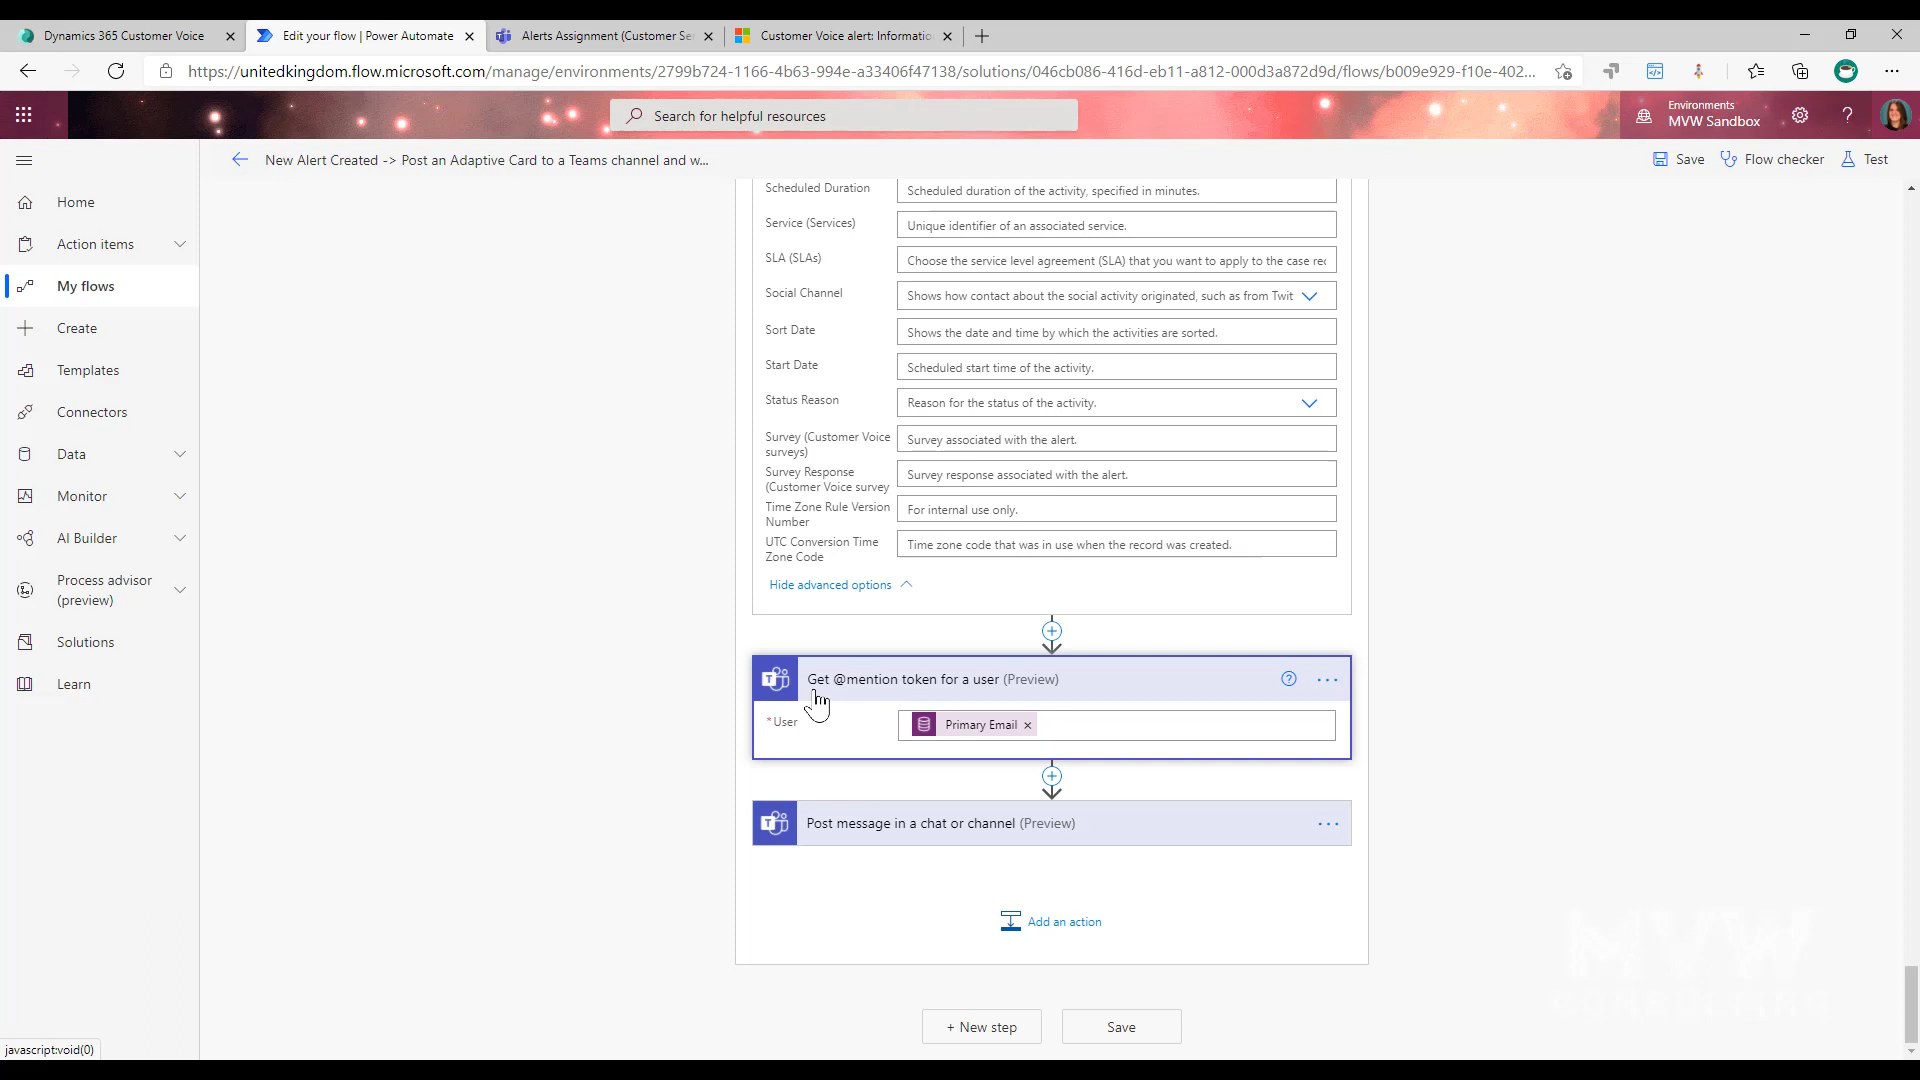 Dynamics 365 Customer Voice
Edit your flow | Power Automate
Alerts Assignment (Customer Se
Customer Voice alert: Informatio
https://unitedkingdom.flow.microsoft.com/manage/environments/2799b724-1166-4b63-994e-a33406f47138/solutions/046cb086-416d-eb11-a812-000d3a872d9d/flows/b009e929-f10e-402...
Search for helpful resources
Environments
MVW Sandbox
New Alert Created -> Post an Adaptive Card to a Teams channel and w...
Save
Flow checker
Test
Home
Action items
My flows
Create
Templates
Connectors
Data
Monitor
AI Builder
Process advisor
(preview)
Solutions
Learn
Scheduled Duration
Scheduled duration of the activity, specified in minutes.
Service (Services)
Unique identifier of an associated service.
SLA (SLAs)
Choose the service level agreement (SLA) that you want to apply to the case rec
Social Channel
Shows how contact about the social activity originated, such as from Twit
Sort Date
Shows the date and time by which the activities are sorted.
Start Date
Scheduled start time of the activity.
Status Reason
Reason for the status of the activity.
Survey (Customer Voice
surveys)
Survey associated with the alert.
Survey Response
(Customer Voice survey
Survey response associated with the alert.
Time Zone Rule Version
Number
For internal use only.
UTC Conversion Time
Zone Code
Time zone code that was in use when the record was created.
Hide advanced options
Get @mention token for a user (Preview)
*User
Primary Email ×
Post message in a chat or channel (Preview)
Add an action
+ New step
Save
MVW
CONSULTING
javascript:void(0)